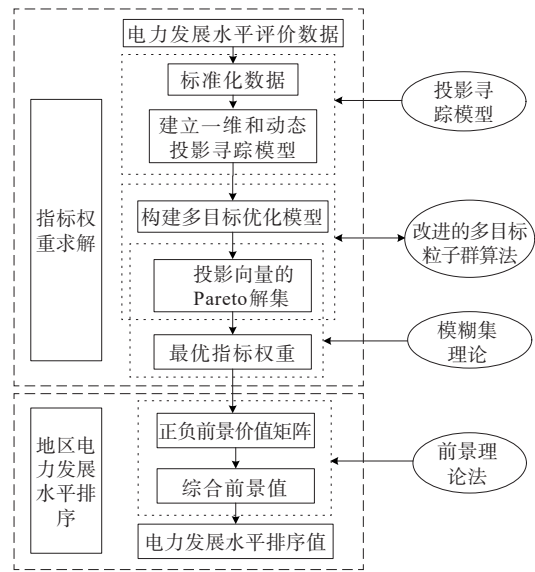 电力发展水平评价数据
标准化数据
建立一维和动态
投影寻踪模型
投影寻
踪模型
指标权
重求解
构建多目标优化模型
改进的多目标
粒子群算法
投影向量的
Pareto解集
最优指标权重
模糊集
理论
地区电
力发展
水平排
序
正负前景价值矩阵
综合前景值
前景理
论法
电力发展水平排序值